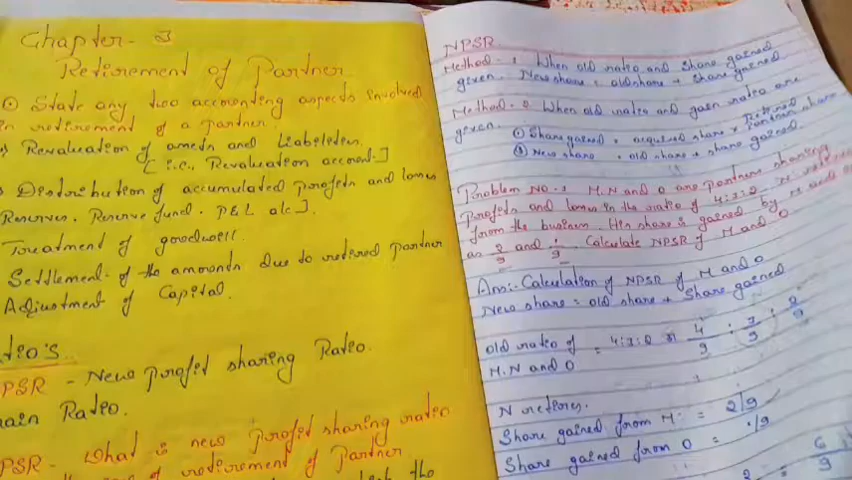 Chapter - 3
Retirement of Partner
① State any two accounting aspects involved
in retirement of a partner.
Revaluation of assets and Liabilities.
[i.e., Revaluation account.]
Distribution of accumulated profits and losses
Reserves. Reserve fund. P&L etc].
Treatment of goodwill.
Settlement of the amounts due to retired partner
Adjustment of Capital.
PSR - New profit sharing Ratio.
Ratio.
PSR - What is new profit sharing ratio
of retirement of Partner
the
NPSR
Method - 1 When old ratio and share gained
given. New share = old share + share gained
Method - 2 When old ratio and gain ratio are
given. ① Share gained = acquired share ×
② New share = old share + share gained.
Problem No. 1 M.N and O are partners sharing
profits and losses in the ratio of 4:3:2. N
from the business. His share is gained by M and O
as 2/9 and 1/9. Calculate NPSR of M and O
Ans:- Calculation of NPSR of M and O
New share = old share + Share gained
old ratio of
M.N and O = 4:3:2 4/9 : 3/9 : 2/9
N retires.
Share gained from M: = 2/9
Share gained from O = 1/9
6/9